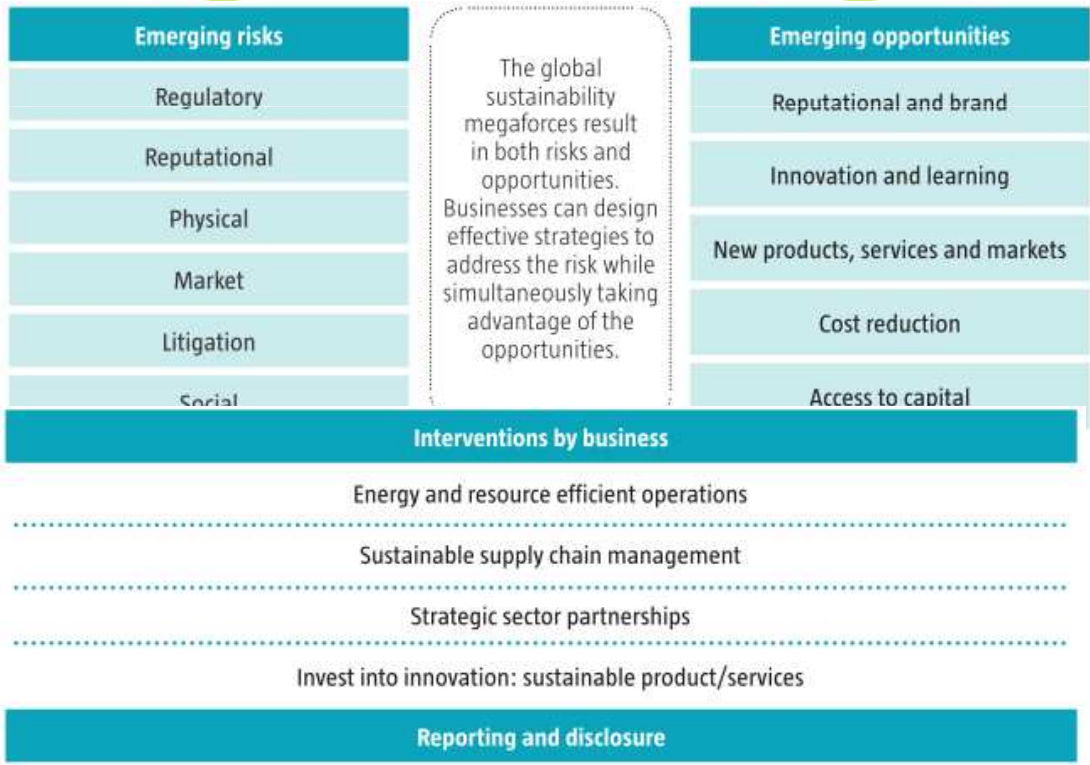 Emerging risks
Regulatory
Reputational
Physical
Market
Litigation
Social
The global
sustainability
megaforces result
in both risks and
opportunities.
Businesses can design
effective strategies to
address the risk while
simultaneously taking
advantage of the
opportunities.
Emerging opportunities
Reputational and brand
Innovation and learning
New products, services and markets
Cost reduction
Access to capital
Interventions by business
Energy and resource efficient operations
Sustainable supply chain management
Strategic sector partnerships
Invest into innovation: sustainable product/services
Reporting and disclosure